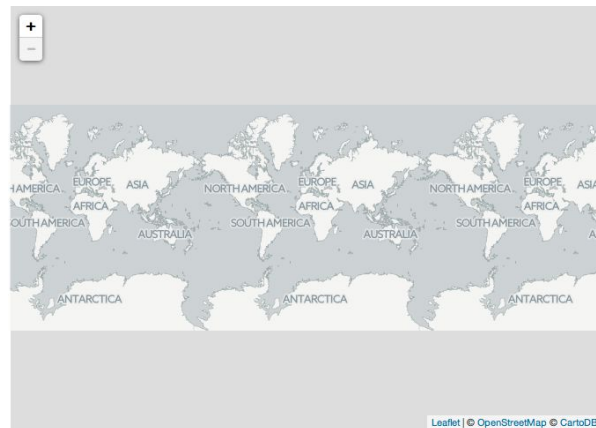 +
−
EUROPE ASIA NORTH AMERICA EUROPE ASIA NORTH AMERICA EUROPE ASIA
H AMERICA AFRICA AFRICA AFRICA
OUTH AMERICA AUSTRALIA SOUTH AMERICA AUSTRALIA SOUTH AMERICA A
ANTARCTICA ANTARCTICA ANTARCTICA
Leaflet | © OpenStreetMap © CartoDB